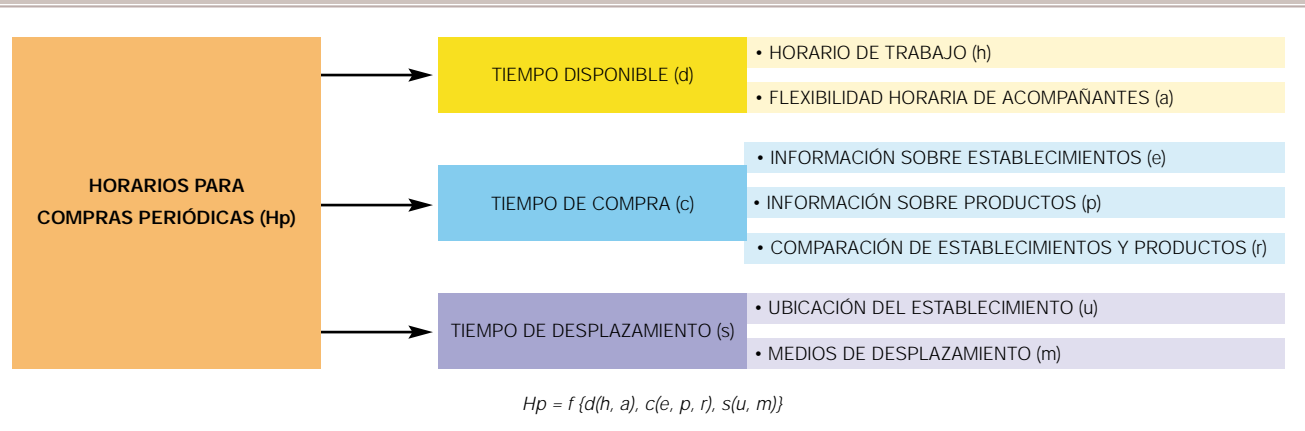 HORARIOS PARA
COMPRAS PERIÓDICAS (Hp)
TIEMPO DISPONIBLE (d)
• HORARIO DE TRABAJO (h)
• FLEXIBILIDAD HORARIA DE ACOMPAÑANTES (a)
TIEMPO DE COMPRA (c)
• INFORMACIÓN SOBRE ESTABLECIMIENTOS (e)
• INFORMACIÓN SOBRE PRODUCTOS (p)
• COMPARACIÓN DE ESTABLECIMIENTOS Y PRODUCTOS (r)
TIEMPO DE DESPLAZAMIENTO (s)
• UBICACIÓN DEL ESTABLECIMIENTO (u)
• MEDIOS DE DESPLAZAMIENTO (m)
Hp = f {d(h, a), c(e, p, r), s(u, m)}